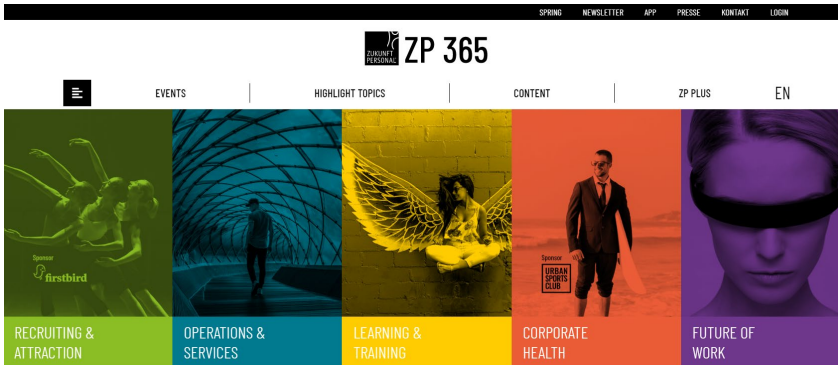 SPRING NEWSLETTER APP PRESSE KONTAKT LOGIN
ZUKUNFT
PERSONAL
ZP 365
EVENTS HIGHLIGHT TOPICS CONTENT ZP PLUS EN
Sponsor
firstbird
Sponsor
URBAN
SPORTS
CLUB
RECRUITING &
ATTRACTION
OPERATIONS &
SERVICES
LEARNING &
TRAINING
CORPORATE
HEALTH
FUTURE OF
WORK